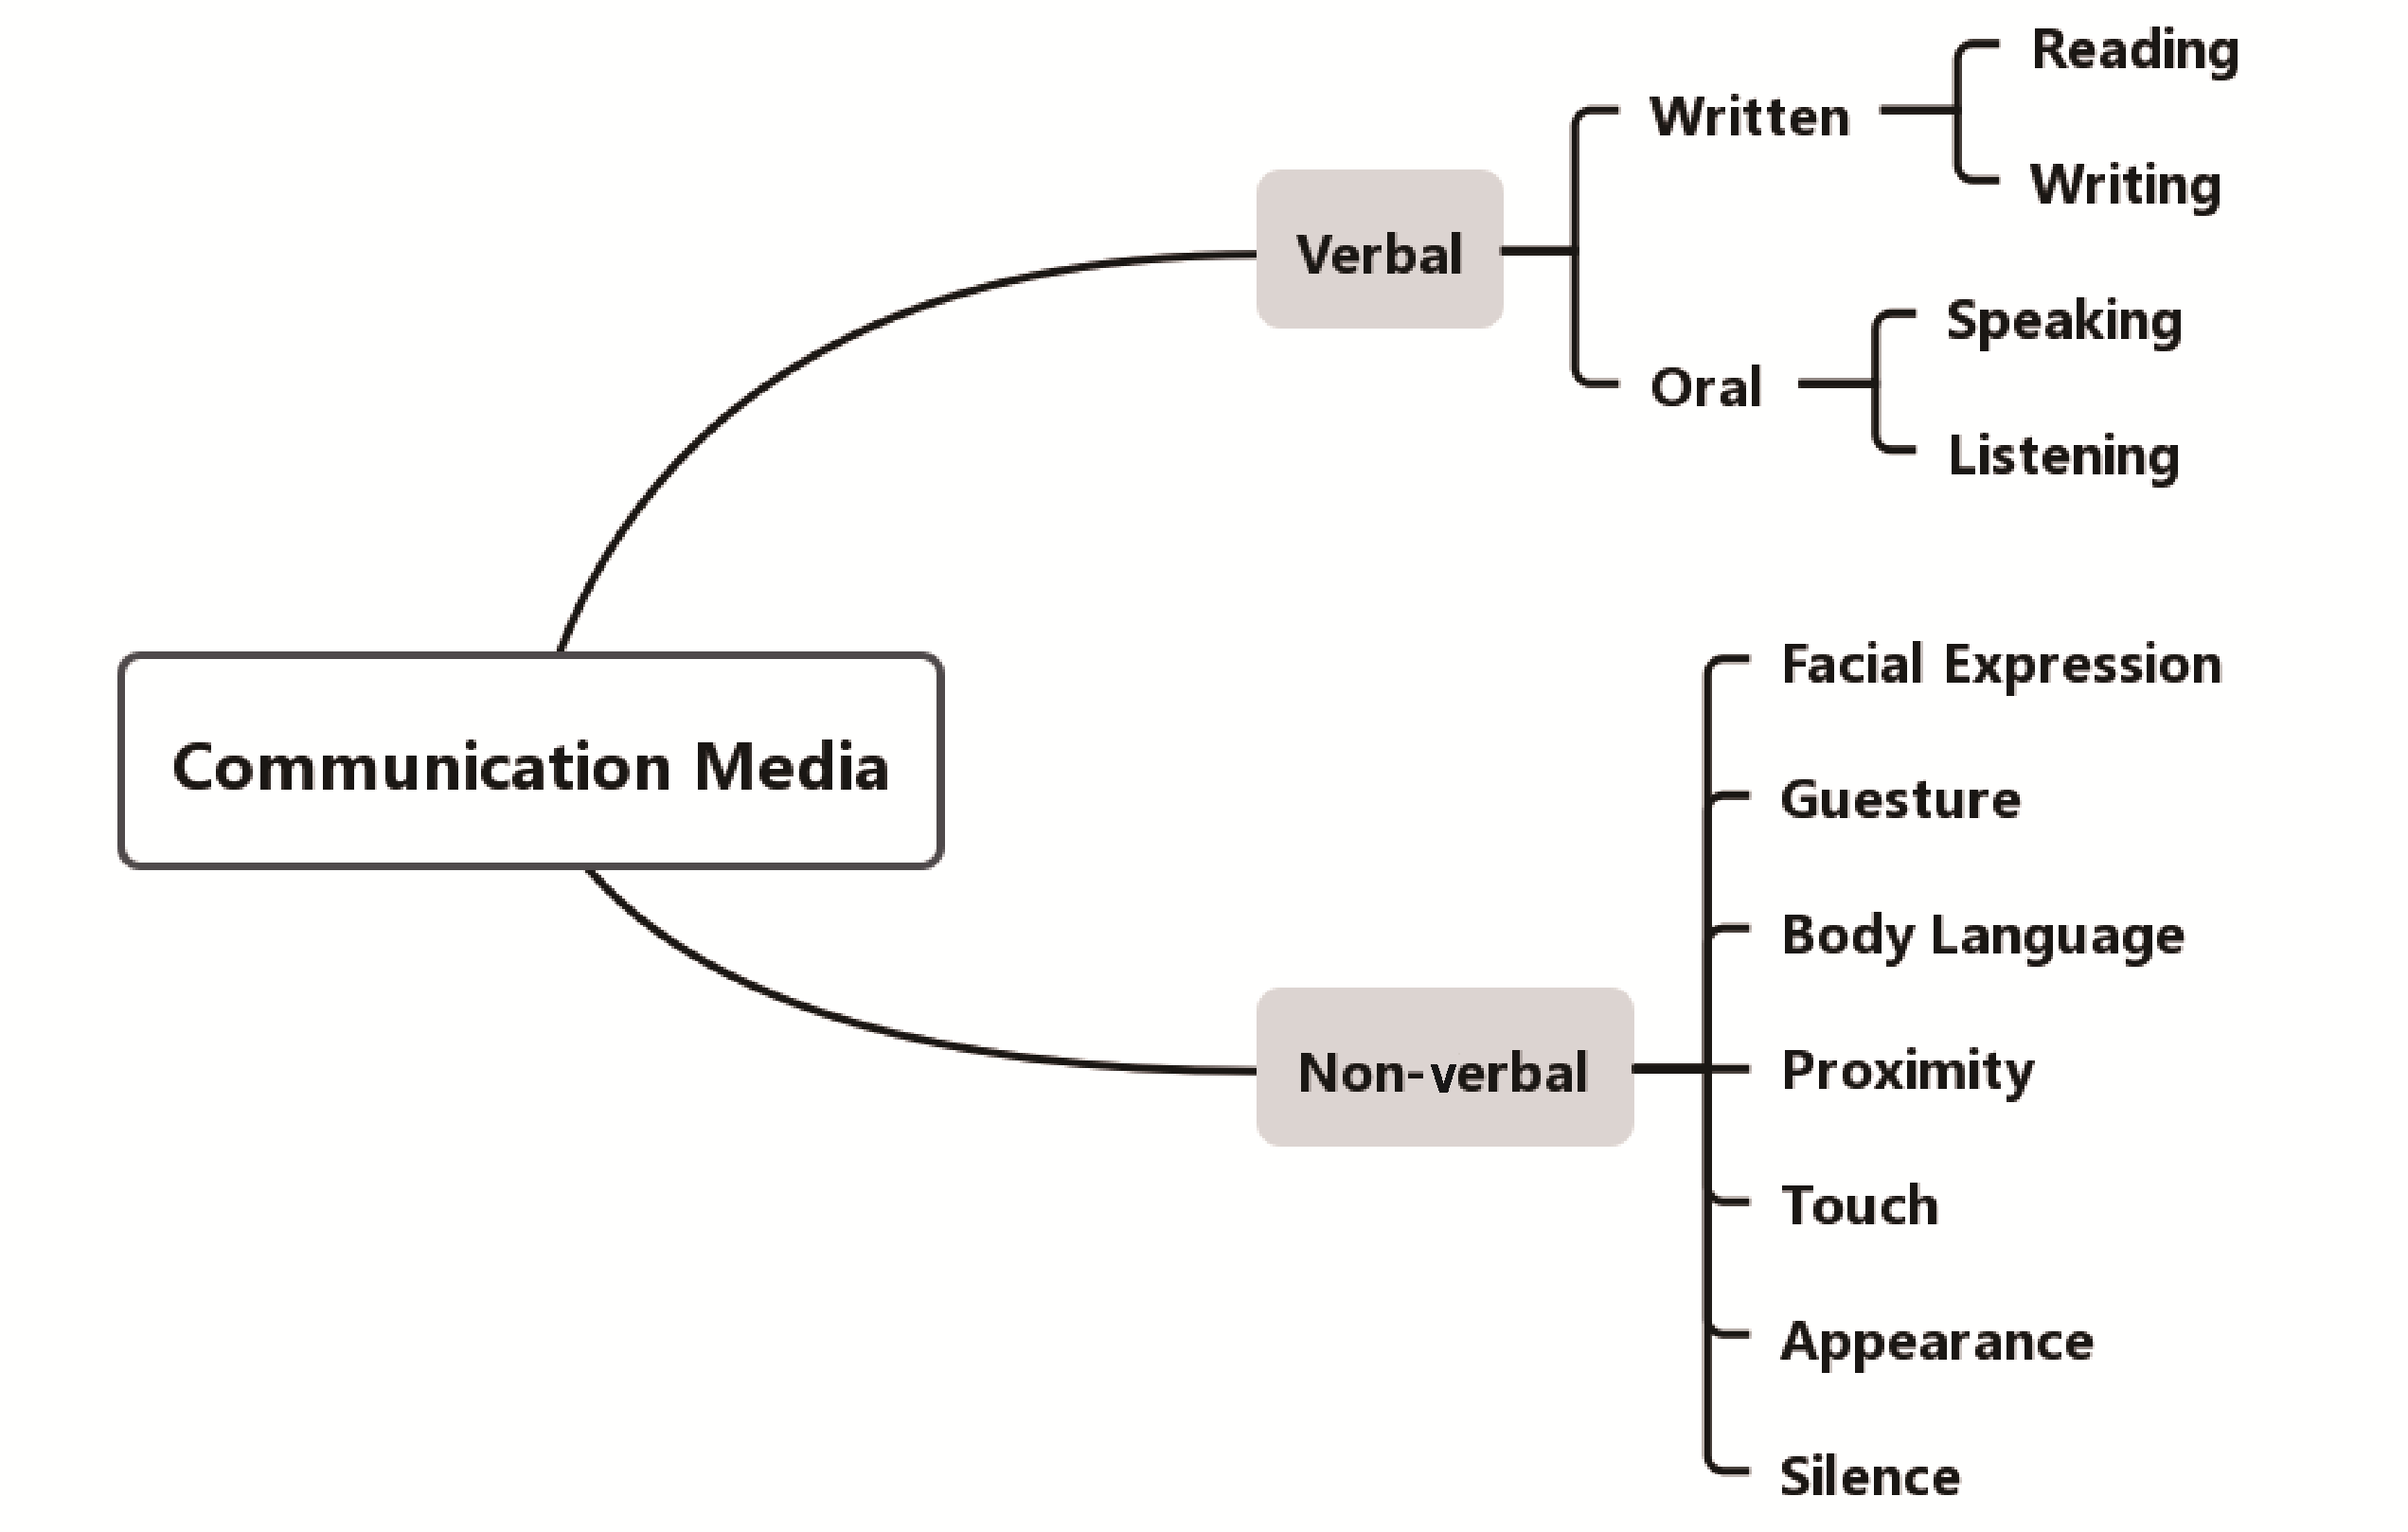 Communication Media
Verbal
Written
Reading
Writing
Oral
Speaking
Listening
Non-verbal
Facial Expression
Guesture
Body Language
Proximity
Touch
Appearance
Silence